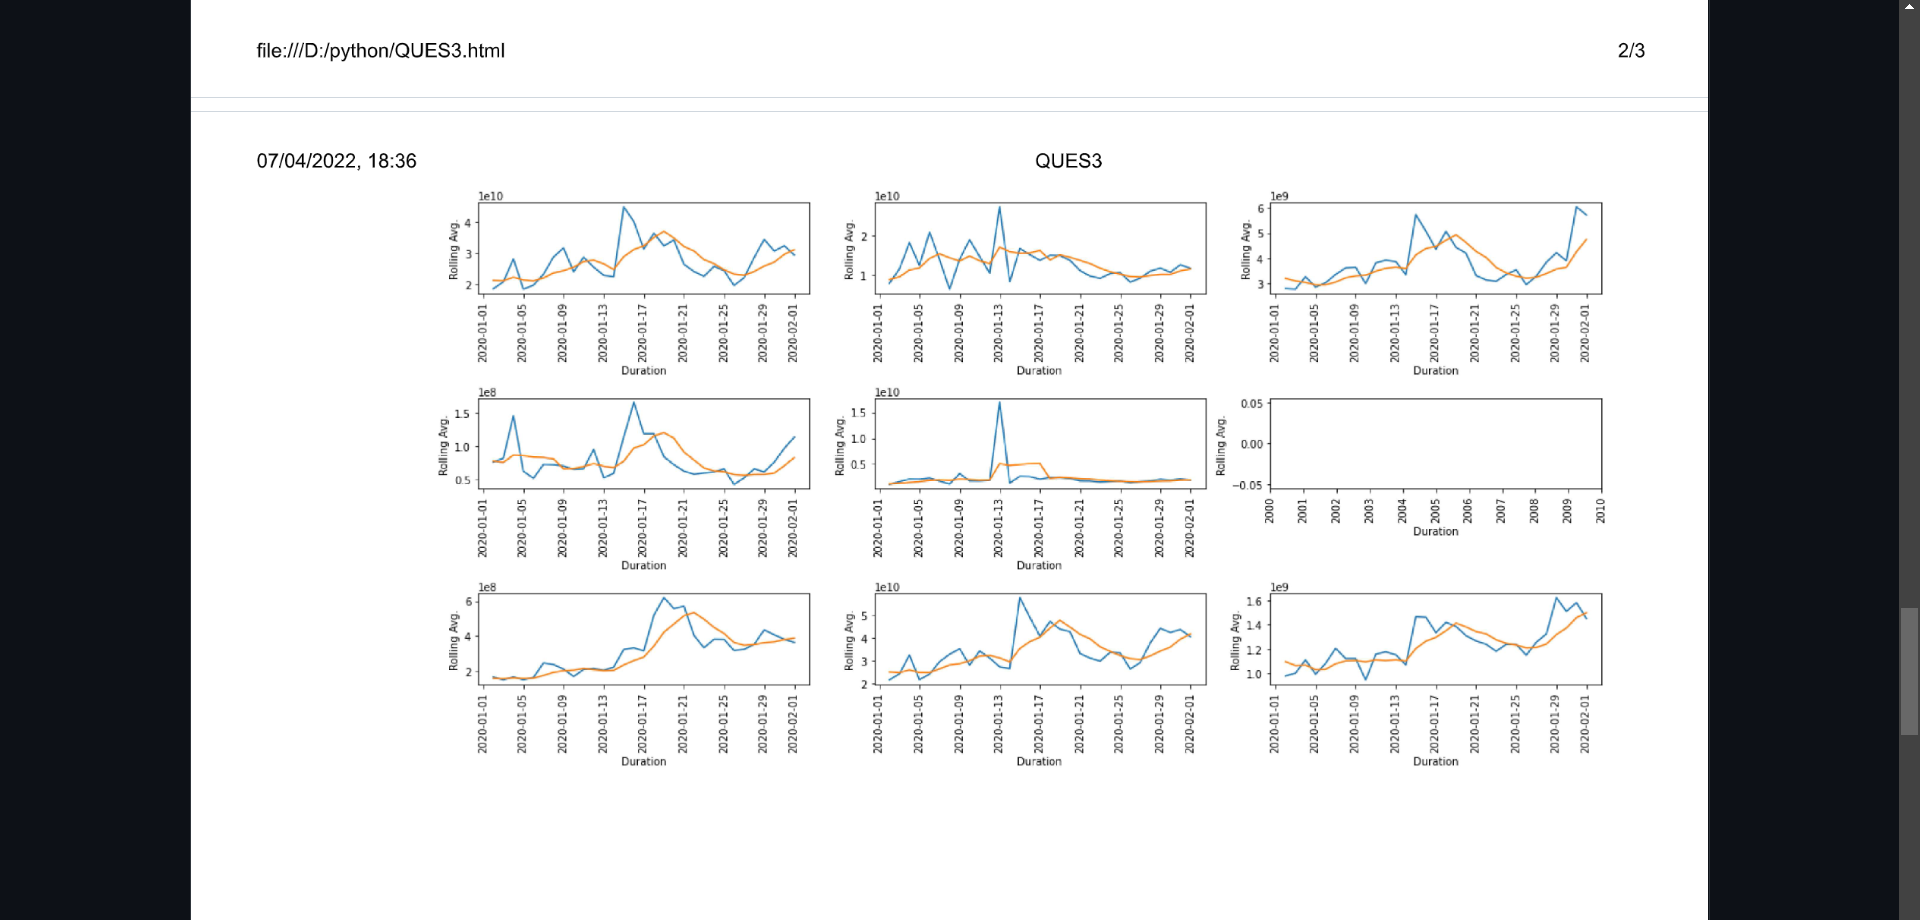 file:///D:/python/QUES3.html 2/3
07/04/2022, 18:36 QUES3
1e10
Rolling Avg.
4
3
2
2020-01-01 2020-01-05 2020-01-09 2020-01-13 2020-01-17 2020-01-21 2020-01-25 2020-01-29 2020-02-01
Duration
1e10
Rolling Avg.
2
1
2020-01-01 2020-01-05 2020-01-09 2020-01-13 2020-01-17 2020-01-21 2020-01-25 2020-01-29 2020-02-01
Duration
1e9
Rolling Avg.
6
5
4
3
2020-01-01 2020-01-05 2020-01-09 2020-01-13 2020-01-17 2020-01-21 2020-01-25 2020-01-29 2020-02-01
Duration
1e8
Rolling Avg.
1.5
1.0
0.5
2020-01-01 2020-01-05 2020-01-09 2020-01-13 2020-01-17 2020-01-21 2020-01-25 2020-01-29 2020-02-01
Duration
1e10
Rolling Avg.
1.5
1.0
0.5
2020-01-01 2020-01-05 2020-01-09 2020-01-13 2020-01-17 2020-01-21 2020-01-25 2020-01-29 2020-02-01
Duration
Rolling Avg.
0.05
0.00
−0.05
2000 2001 2002 2003 2004 2005 2006 2007 2008 2009 2010
Duration
1e8
Rolling Avg.
6
4
2
2020-01-01 2020-01-05 2020-01-09 2020-01-13 2020-01-17 2020-01-21 2020-01-25 2020-01-29 2020-02-01
Duration
1e10
Rolling Avg.
5
4
3
2
2020-01-01 2020-01-05 2020-01-09 2020-01-13 2020-01-17 2020-01-21 2020-01-25 2020-01-29 2020-02-01
Duration
1e9
Rolling Avg.
1.6
1.4
1.2
1.0
2020-01-01 2020-01-05 2020-01-09 2020-01-13 2020-01-17 2020-01-21 2020-01-25 2020-01-29 2020-02-01
Duration